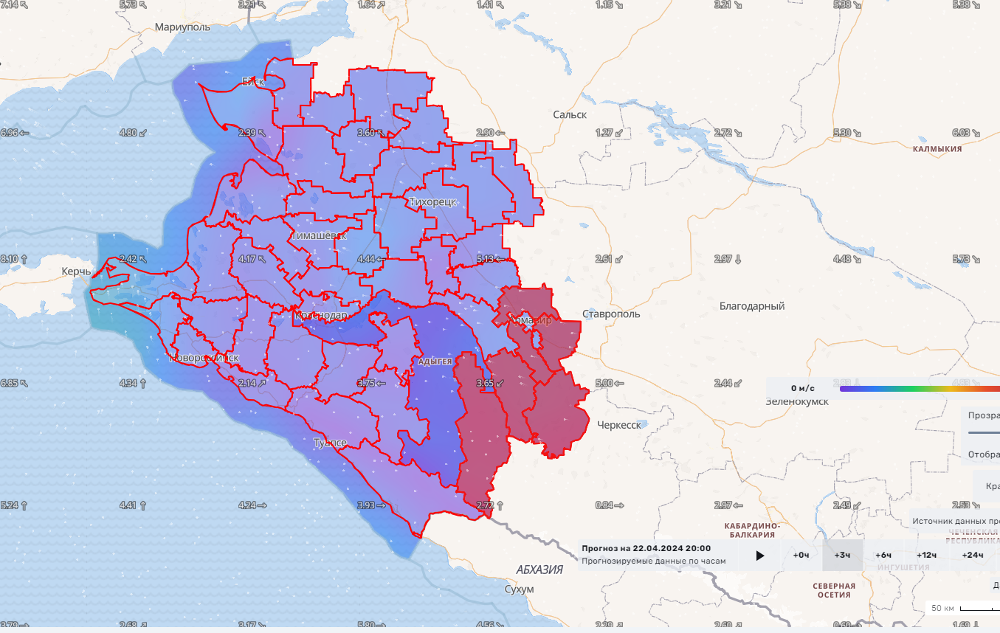 7.14 ↖ 5.73 ↖ 3.21 ↖ 1.64 ↗ 1.41 ↖ 1.15 ↘ 3.21 ↘ 5.38 ↘ 5.38 ↘
Мариуполь
Ейск
Сальск
6.96 ← 4.80 ↙ 2.39 ↖ 3.60 ↖ 2.90 ← 1.27 ↙ 2.72 ↘ 5.30 ↘ 6.03 ↘
КАЛМЫКИЯ
Тихорецк
Тимашёвск
8.10 ↑ 2.42 ↖ 4.17 ↖ 4.44 ← 5.13 ← 2.61 ↙ 2.97 ↓ 4.48 ↘ 5.73 ↘
Керчь
Благодарный
Ставрополь
Краснодар
Армавир
Новороссийск
АДЫГЕЯ
6.85 ↖ 4.34 ↑ 2.14 ↗ 3.75 ← 3.65 ↙ 5.00 ← 2.44 ↙
0 м/с
Зеленокумск
Прозра
Черкесск
Туапсе
Отобра
Кра
5.24 ↑ 4.41 ↑ 4.24 → 3.93 → 2.72 ↑ 0.84 → 2.97 ← 2.49 ↙ 2.53 ↘
Источник данных про
КАБАРДИНО-
БАЛКАРИЯ
ЧЕЧЕНСКАЯ
РЕСПУБЛИКА
Прогноз на 22.04.2024 20:00
Прогнозируемые данные по часам
+0ч +3ч +6ч +12ч +24ч
ИНГУШЕТИЯ
АБХАЗИЯ
Сухум
СЕВЕРНАЯ
ОСЕТИЯ
Д
50 км
3.79 → 2.68 ↗ 3.17 ↘ 5.80 ↗ 4.56 ↘ 2.29 ↙ 2.60 ↗ 0.60 ← 1.69 ↓